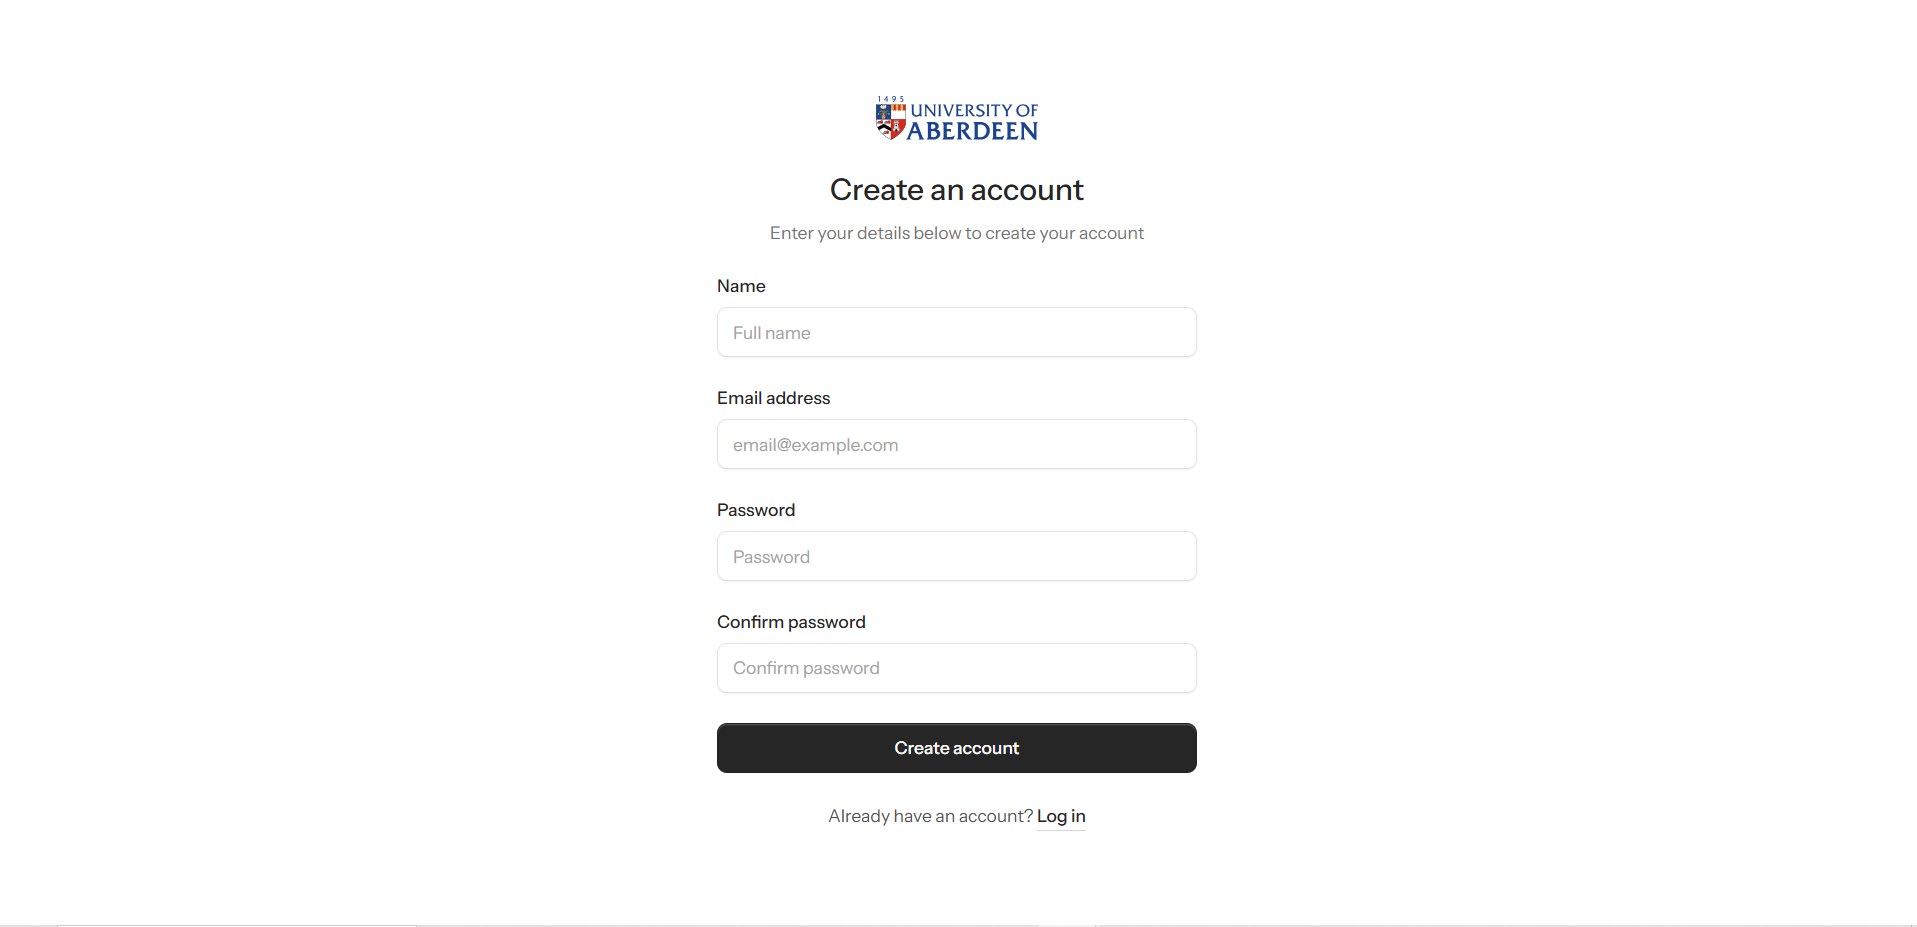 1495
UNIVERSITY OF
ABERDEEN
Create an account
Enter your details below to create your account
Name
Full name
Email address
email@example.com
Password
Password
Confirm password
Confirm password
Create account
Already have an account? Log in